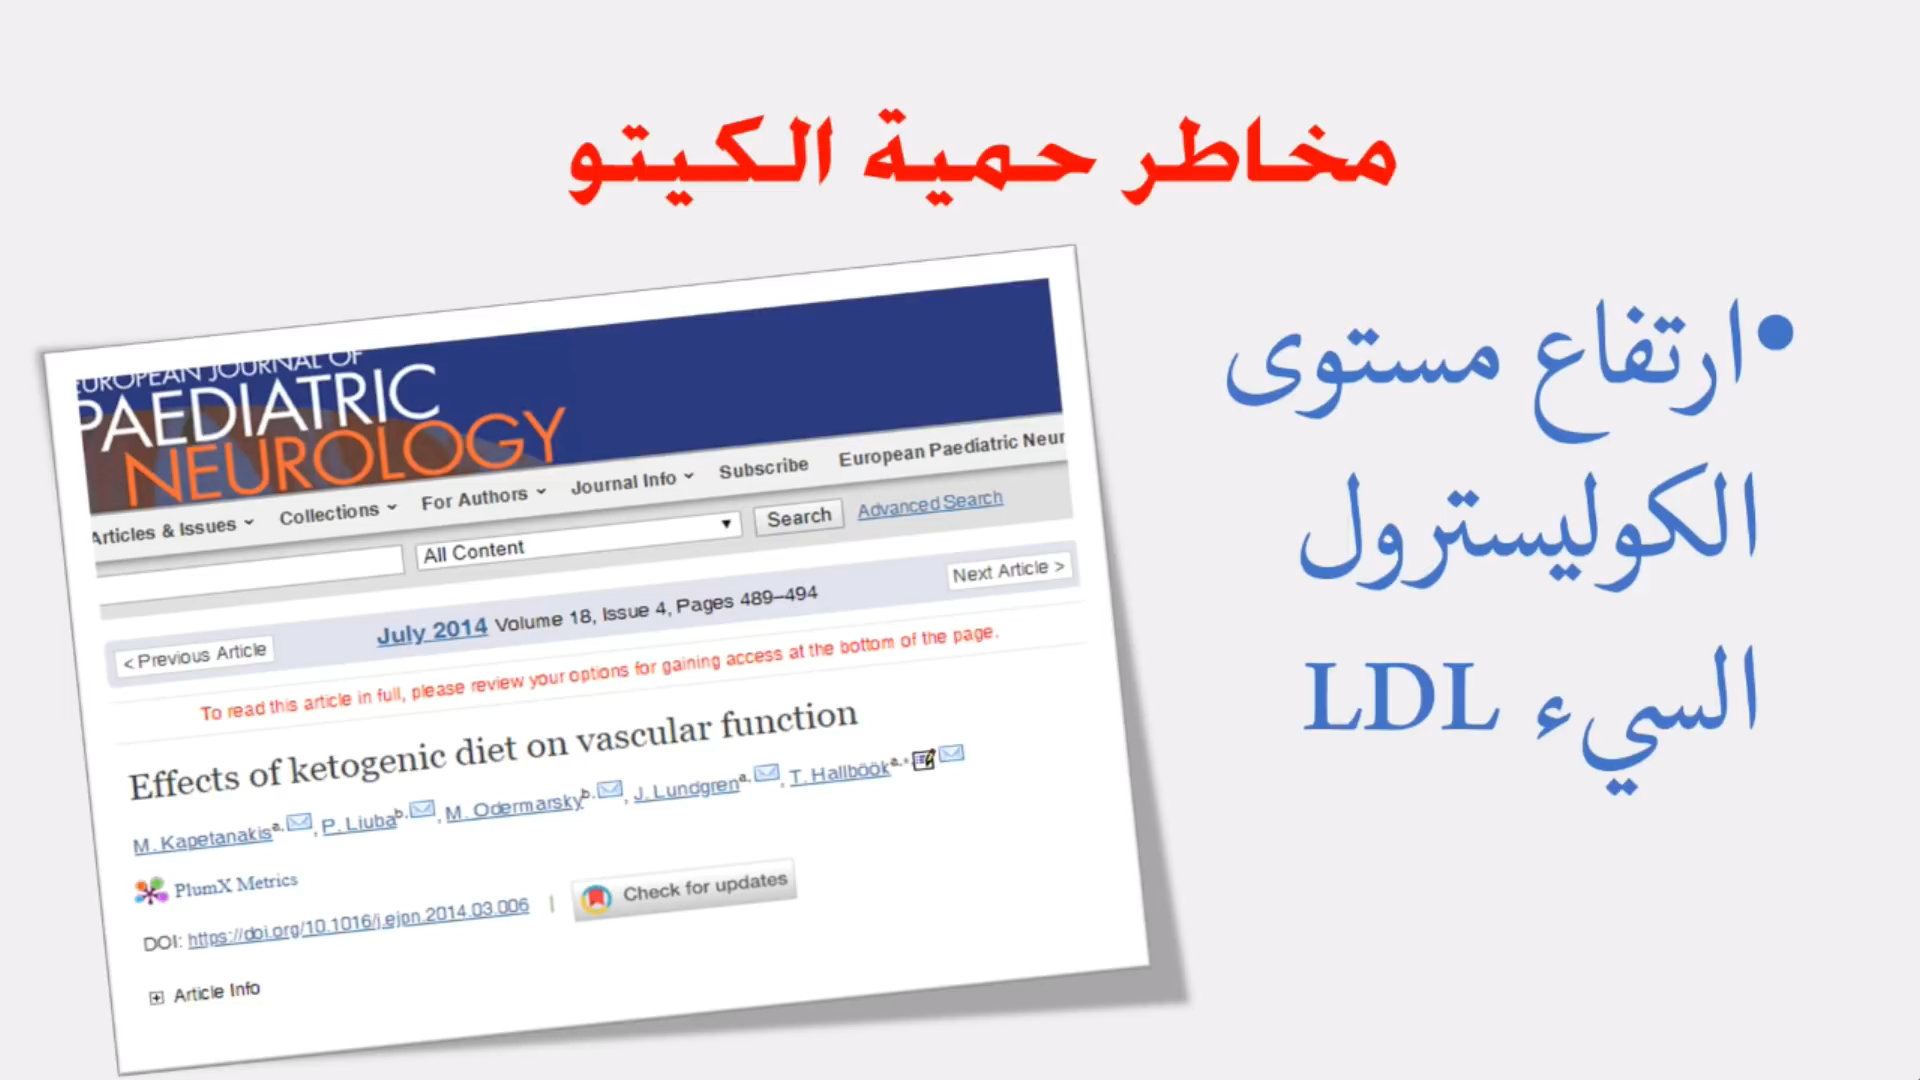 مخاطر حمية الكيتو
•ارتفاع مستوى
الكوليسترول
السيء LDL
EUROPEAN JOURNAL OF
PAEDIATRIC
NEUROLOGY
Articles & Issues Collections For Authors Journal Info Subscribe European Paediatric Neur
All Content Search Advanced Search
< Previous Article July 2014 Volume 18, Issue 4, Pages 489–494 Next Article >
To read this article in full, please review your options for gaining access at the bottom of the page.
Effects of ketogenic diet on vascular function
M. Kapetanakis a, P. Liuba b, M. Odermarsky b, J. Lundgren a, T. Hallböök a,*
PlumX Metrics
DOI: https://doi.org/10.1016/j.ejpn.2014.03.006 | Check for updates
Article Info